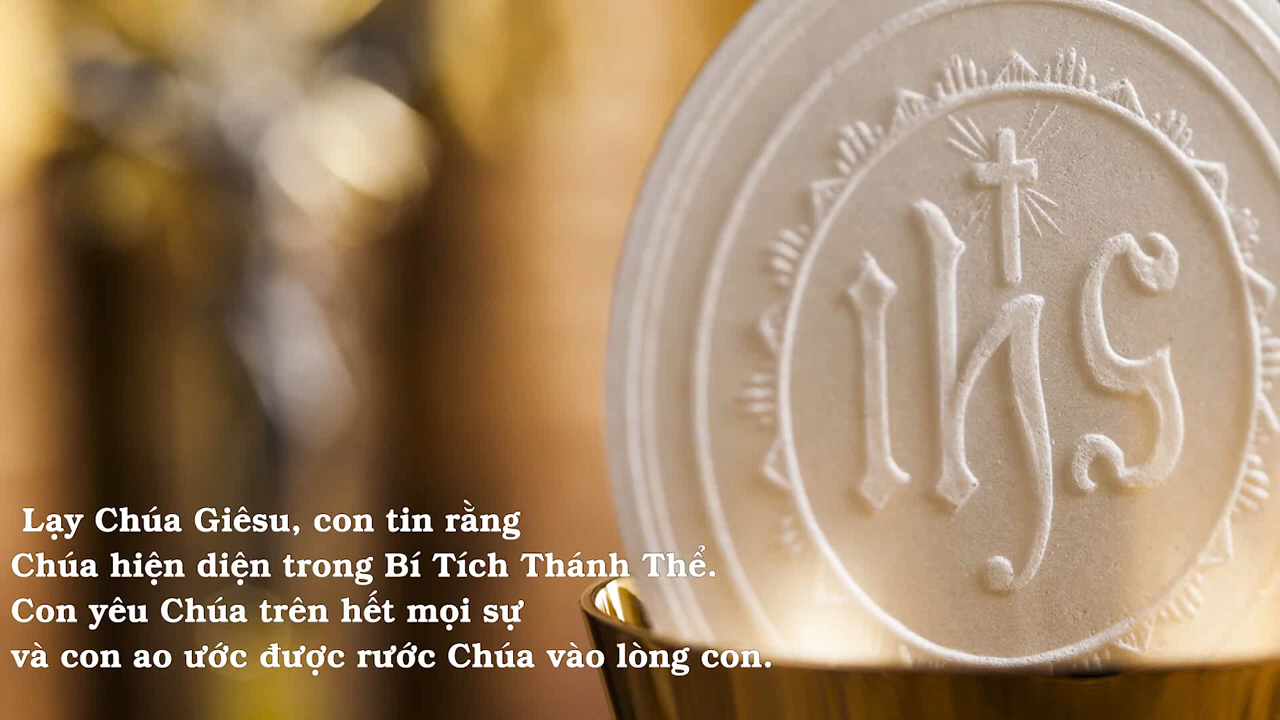 ihs
Lạy Chúa Giêsu, con tin rằng
Chúa hiện diện trong Bí Tích Thánh Thể.
Con yêu Chúa trên hết mọi sự
và con ao ước được rước Chúa vào lòng con.